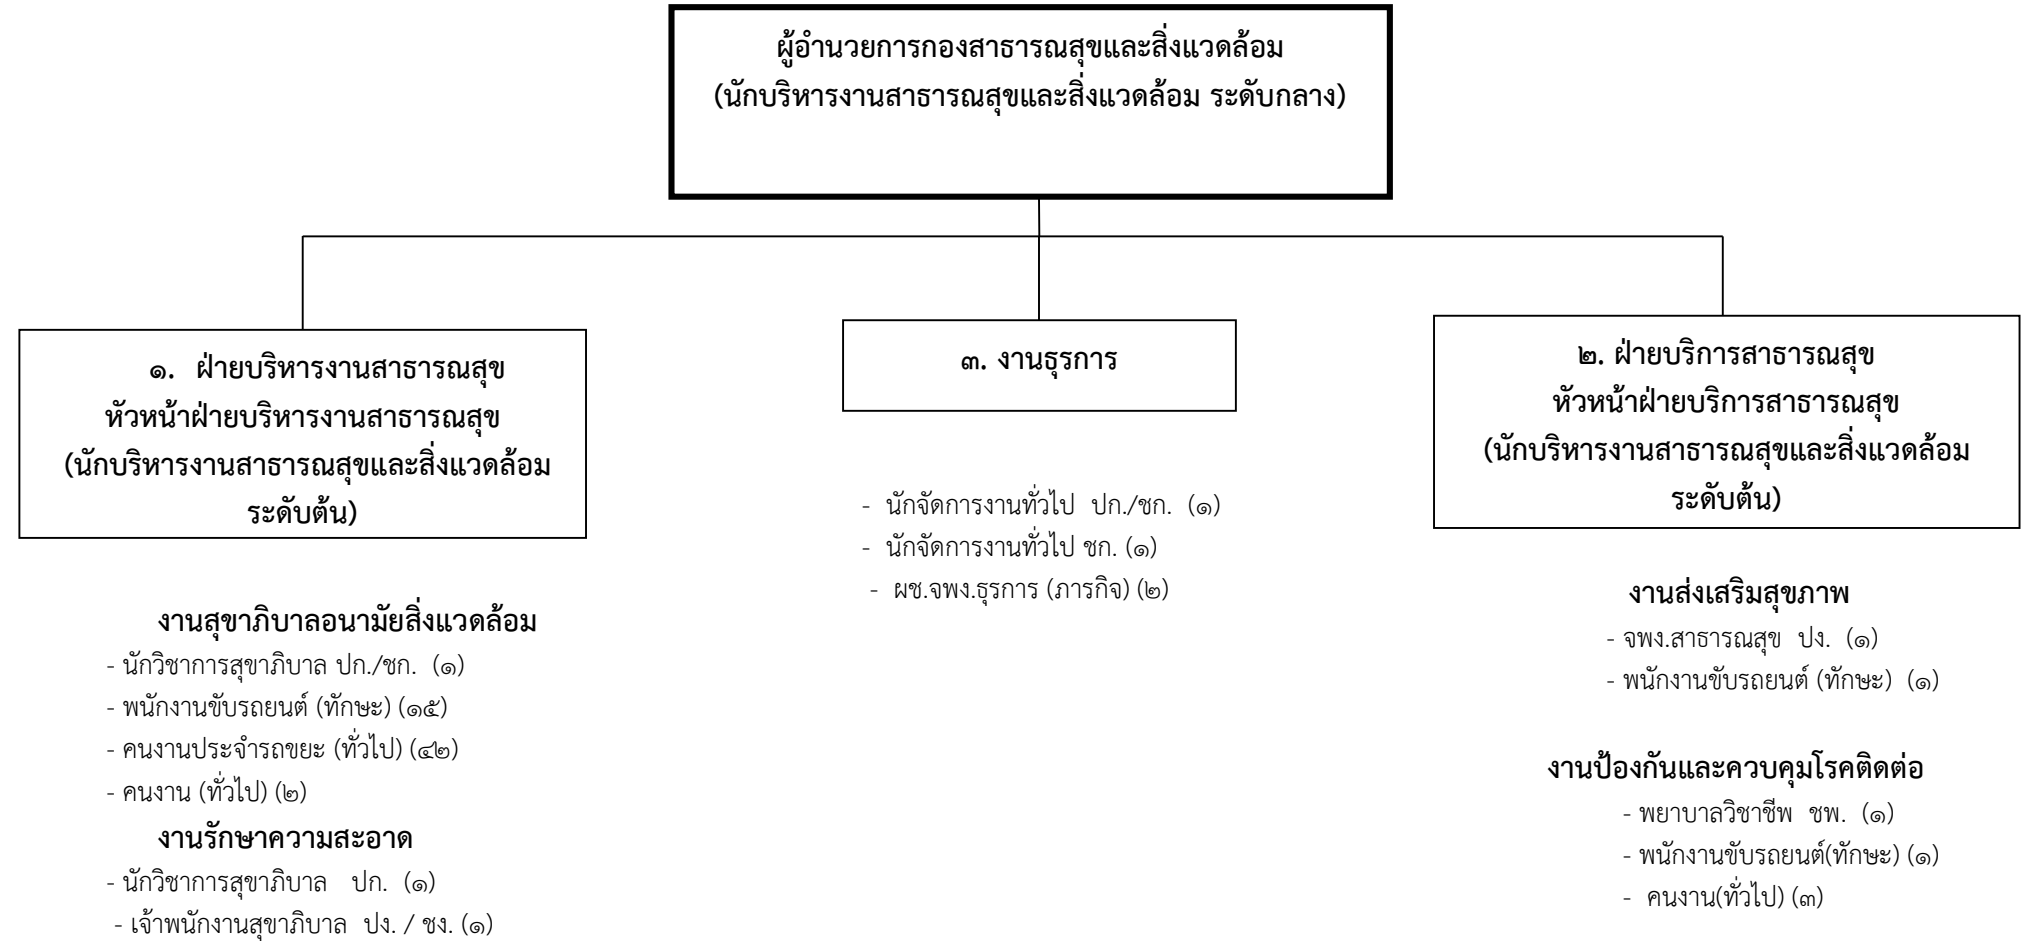 ผู้อำนวยการกองสาธารณสุขและสิ่งแวดล้อม
(นักบริหารงานสาธารณสุขและสิ่งแวดล้อม ระดับกลาง)
๑. ฝ่ายบริหารงานสาธารณสุข
หัวหน้าฝ่ายบริหารงานสาธารณสุข
(นักบริหารงานสาธารณสุขและสิ่งแวดล้อม
ระดับต้น)
งานสุขาภิบาลอนามัยสิ่งแวดล้อม
- นักวิชาการสุขาภิบาล ปก./ชก. (๑)
- พนักงานขับรถยนต์ (ทักษะ) (๑๕)
- คนงานประจำรถขยะ (ทั่วไป) (๔๒)
- คนงาน (ทั่วไป) (๒)
งานรักษาความสะอาด
- นักวิชาการสุขาภิบาล ปก. (๑)
- เจ้าพนักงานสุขาภิบาล ปง. / ชง. (๑)
๓. งานธุรการ
- นักจัดการงานทั่วไป ปก./ชก. (๑)
- นักจัดการงานทั่วไป ชก. (๑)
- ผช.จพง.ธุรการ (ภารกิจ) (๒)
๒. ฝ่ายบริการสาธารณสุข
หัวหน้าฝ่ายบริการสาธารณสุข
(นักบริหารงานสาธารณสุขและสิ่งแวดล้อม
ระดับต้น)
งานส่งเสริมสุขภาพ
- จพง.สาธารณสุข ปง. (๑)
- พนักงานขับรถยนต์ (ทักษะ) (๑)
งานป้องกันและควบคุมโรคติดต่อ
- พยาบาลวิชาชีพ ชพ. (๑)
- พนักงานขับรถยนต์(ทักษะ) (๑)
- คนงาน(ทั่วไป) (๓)